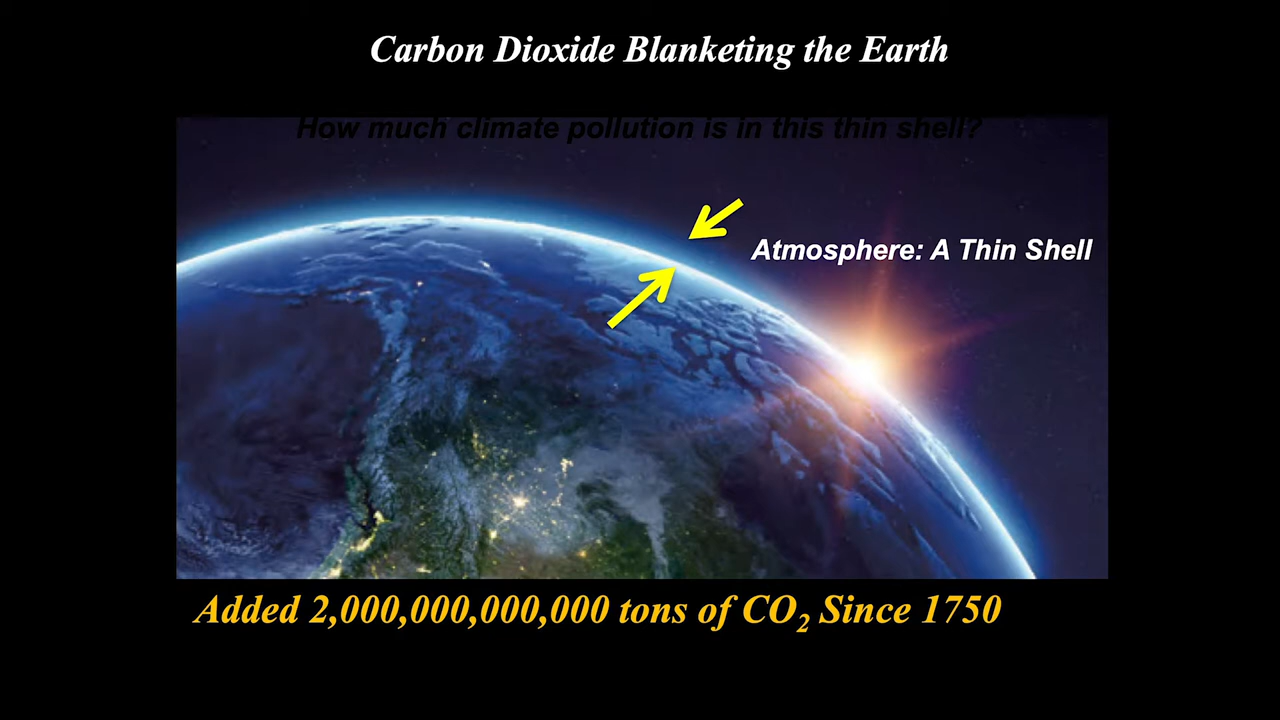 Carbon Dioxide Blanketing the Earth
How much climate pollution is in this thin shell?
Atmosphere: A Thin Shell
Added 2,000,000,000,000 tons of CO₂ Since 1750